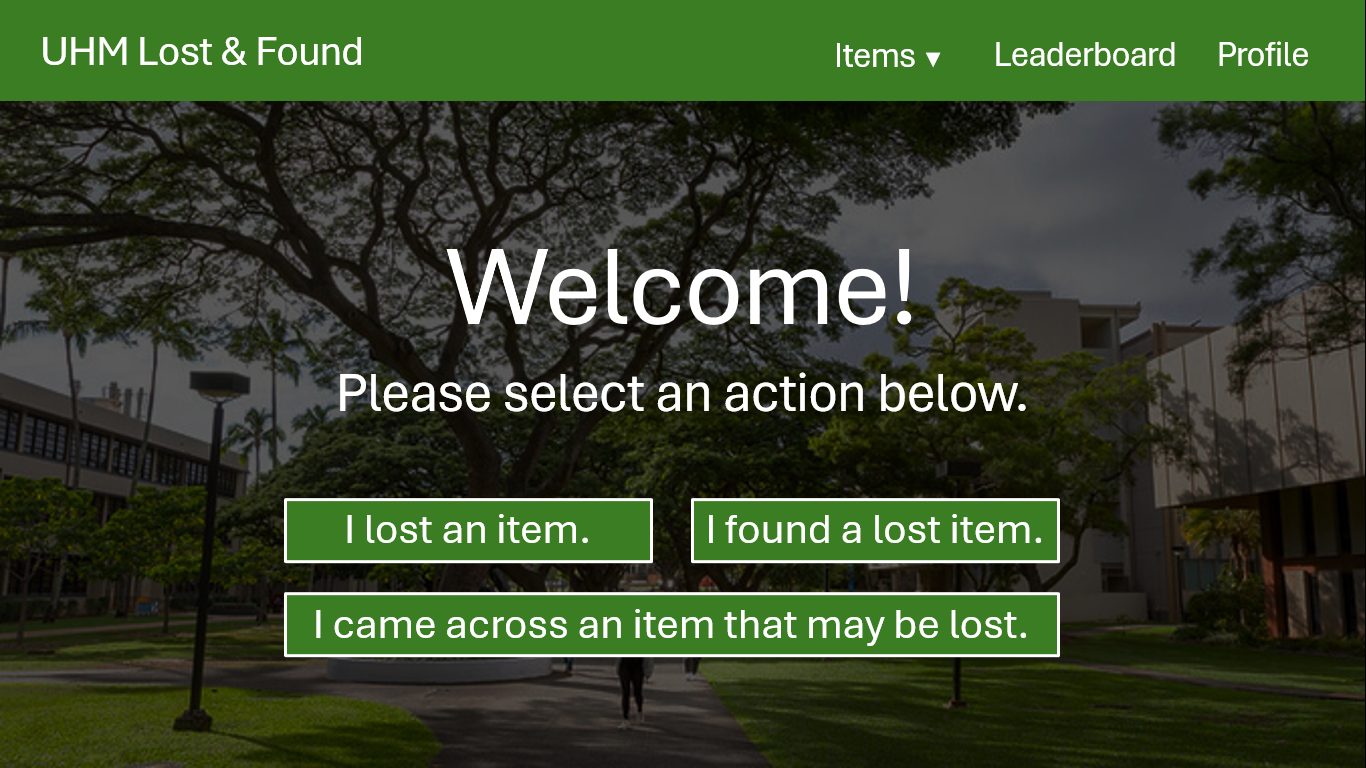 UHM Lost & Found
Items ▼
Leaderboard
Profile
Welcome!
Please select an action below.
I lost an item.
I found a lost item.
I came across an item that may be lost.